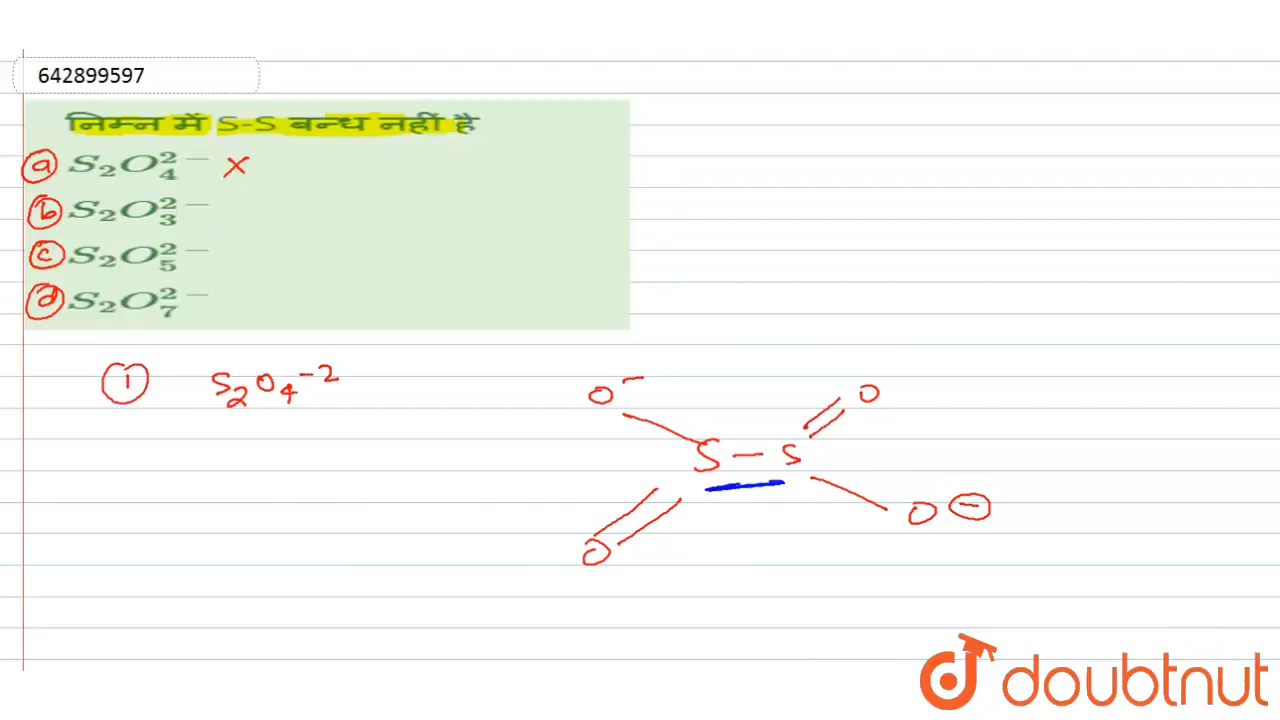 642899597
निम्न में S-S बन्ध नहीं है
(a) S₂O₄²⁻ ×
(b) S₂O₃²⁻
(c) S₂O₅²⁻
(d) S₂O₇²⁻
① S₂O₄⁻²
O⁻ O
S – S
O O ⊖
doubtnut